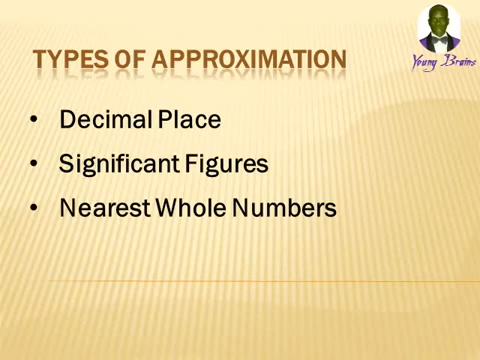 TYPES OF APPROXIMATION
Young Brains
• Decimal Place
• Significant Figures
• Nearest Whole Numbers